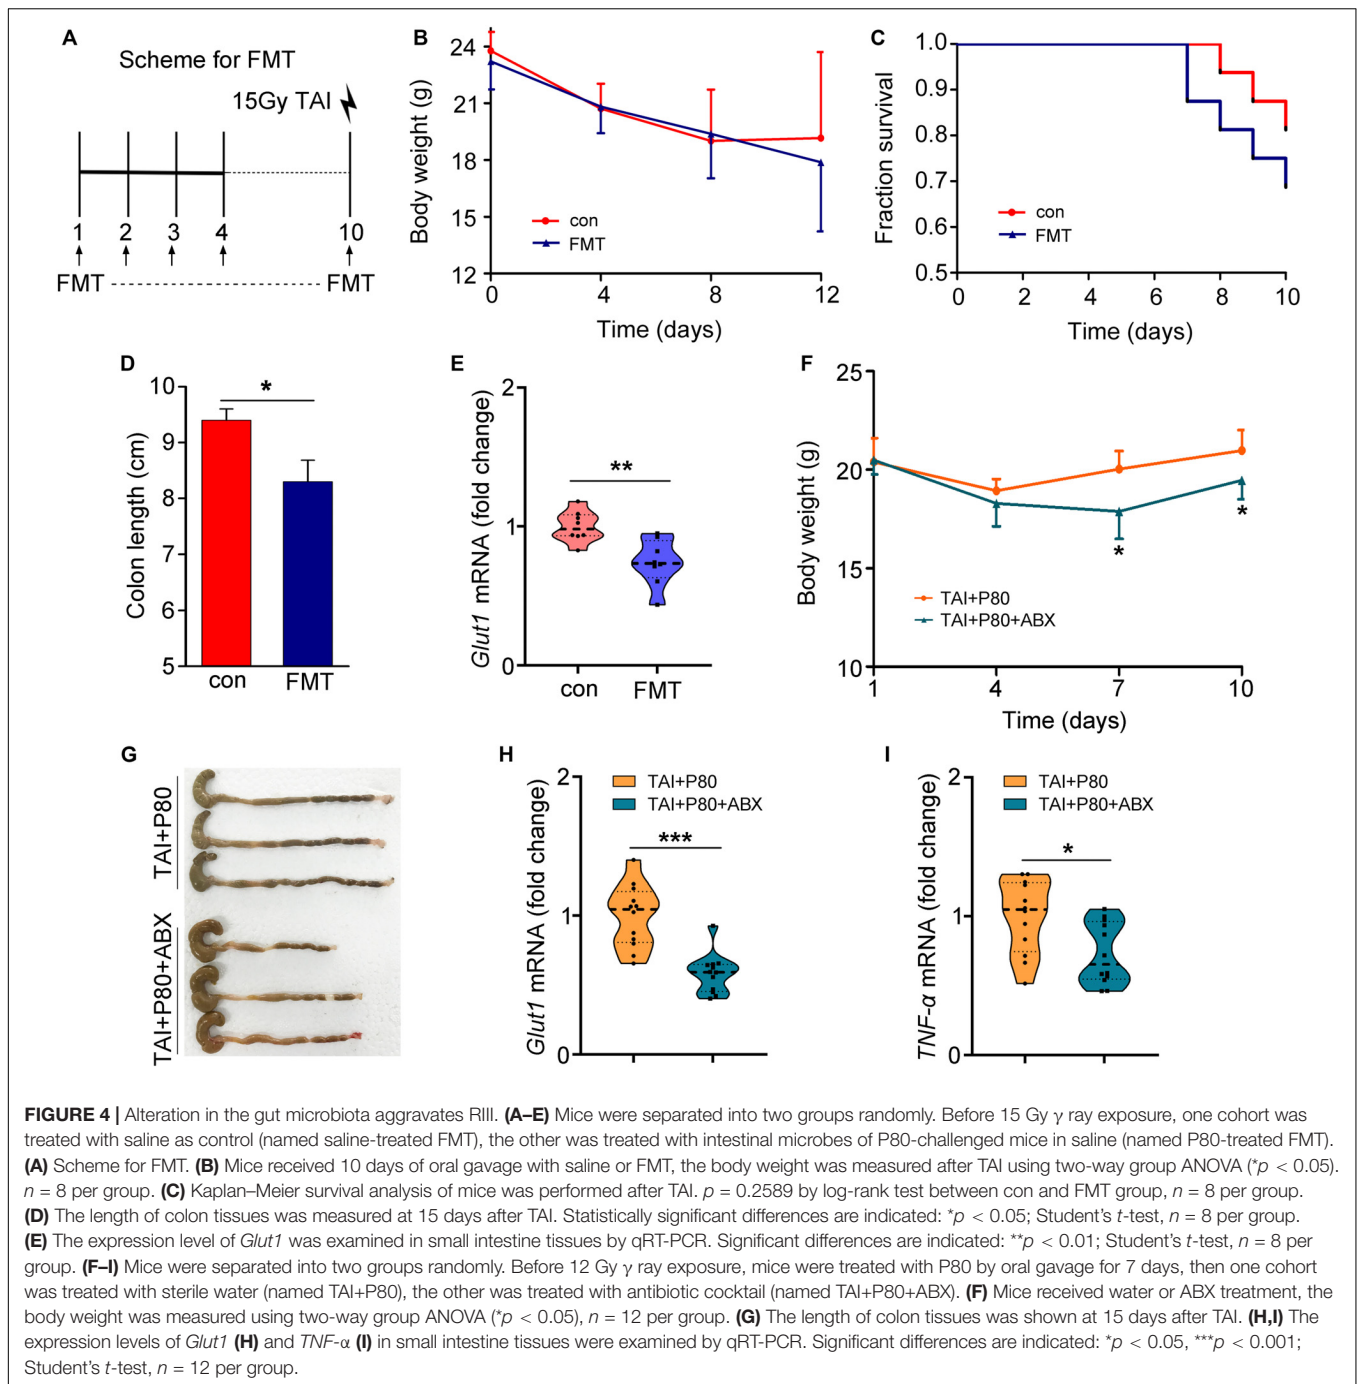 A
Scheme for FMT
15Gy TAI
1 2 3 4 10
FMT FMT
B
Body weight (g)
24
21
18
15
12
con
FMT
0 4 8 12
Time (days)
C
Fraction survival
1.0
0.9
0.8
0.7
0.6
0.5
con
FMT
0 2 4 6 8 10
Time (days)
D
Colon length (cm)
10
9
8
7
6
5
*
con FMT
E
Glut1 mRNA (fold change)
2
1
0
**
con FMT
F
Body weight (g)
25
20
15
10
*
*
TAI+P80
TAI+P80+ABX
1 4 7 10
Time (days)
G
TAI+P80
TAI+P80+ABX
H
Glut1 mRNA (fold change)
2
1
0
TAI+P80
TAI+P80+ABX
***
I
TNF-α mRNA (fold change)
2
1
0
TAI+P80
TAI+P80+ABX
*
FIGURE 4 | Alteration in the gut microbiota aggravates RIII. (A–E) Mice were separated into two groups randomly. Before 15 Gy γ ray exposure, one cohort was
treated with saline as control (named saline-treated FMT), the other was treated with intestinal microbes of P80-challenged mice in saline (named P80-treated FMT).
(A) Scheme for FMT. (B) Mice received 10 days of oral gavage with saline or FMT, the body weight was measured after TAI using two-way group ANOVA (*p < 0.05).
n = 8 per group. (C) Kaplan–Meier survival analysis of mice was performed after TAI. p = 0.2589 by log-rank test between con and FMT group, n = 8 per group.
(D) The length of colon tissues was measured at 15 days after TAI. Statistically significant differences are indicated: *p < 0.05; Student's t-test, n = 8 per group.
(E) The expression level of Glut1 was examined in small intestine tissues by qRT-PCR. Significant differences are indicated: **p < 0.01; Student's t-test, n = 8 per
group. (F–I) Mice were separated into two groups randomly. Before 12 Gy γ ray exposure, mice were treated with P80 by oral gavage for 7 days, then one cohort
was treated with sterile water (named TAI+P80), the other was treated with antibiotic cocktail (named TAI+P80+ABX). (F) Mice received water or ABX treatment, the
body weight was measured using two-way group ANOVA (*p < 0.05), n = 12 per group. (G) The length of colon tissues was shown at 15 days after TAI. (H,I) The
expression levels of Glut1 (H) and TNF-α (I) in small intestine tissues were examined by qRT-PCR. Significant differences are indicated: *p < 0.05, ***p < 0.001;
Student's t-test, n = 12 per group.